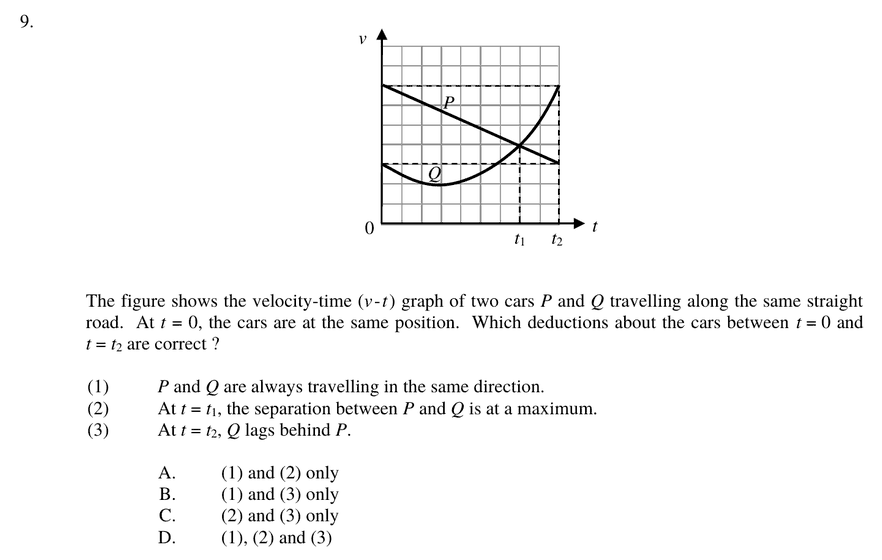 9.
v
P
Q
0
t₁ t₂ t
The figure shows the velocity-time (v-t) graph of two cars P and Q travelling along the same straight
road. At t = 0, the cars are at the same position. Which deductions about the cars between t = 0 and
t = t₂ are correct ?
(1) P and Q are always travelling in the same direction.
(2) At t = t₁, the separation between P and Q is at a maximum.
(3) At t = t₂, Q lags behind P.
A. (1) and (2) only
B. (1) and (3) only
C. (2) and (3) only
D. (1), (2) and (3)